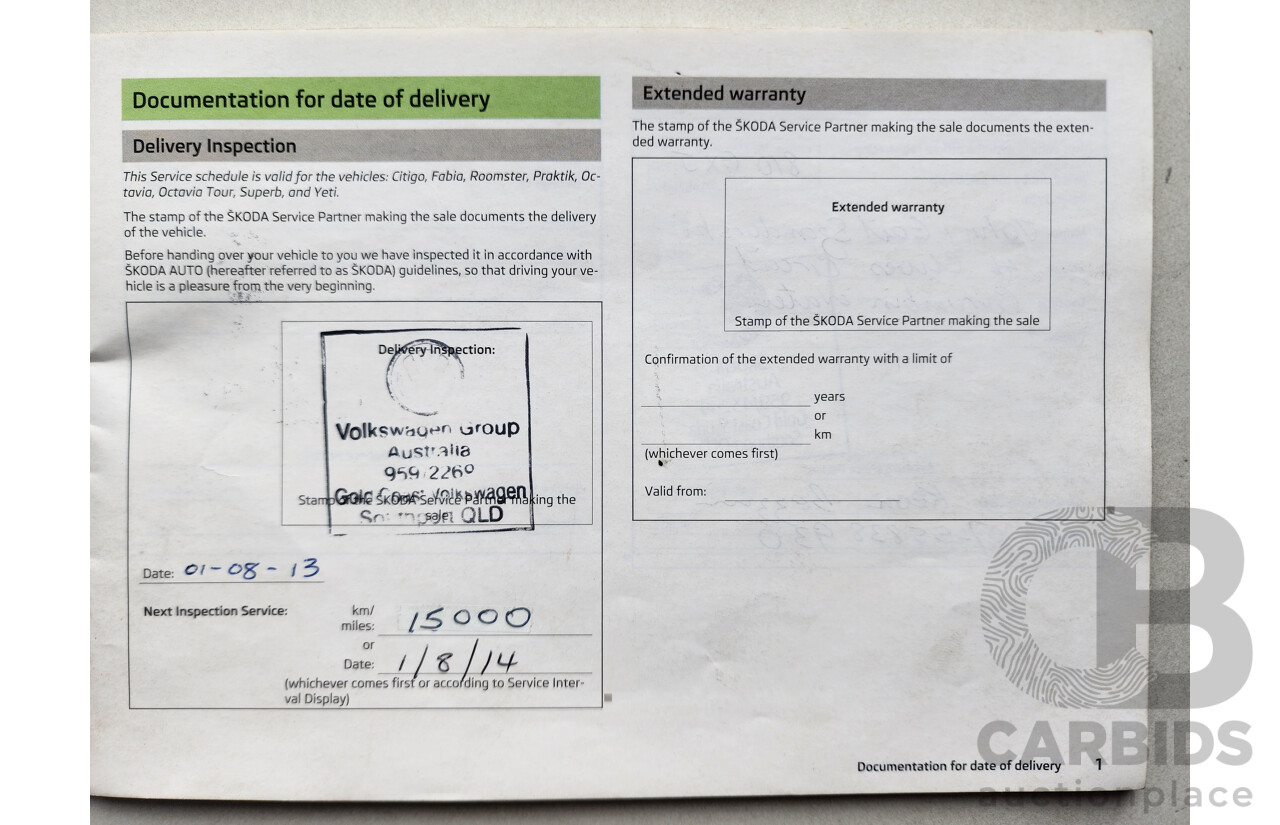 Documentation for date of delivery
Delivery Inspection
This Service schedule is valid for the vehicles: Citigo, Fabia, Roomster, Praktik, Oc-
tavia, Octavia Tour, Superb, and Yeti.
The stamp of the ŠKODA Service Partner making the sale documents the delivery
of the vehicle.
Before handing over your vehicle to you we have inspected it in accordance with
ŠKODA AUTO (hereafter referred to as ŠKODA) guidelines, so that driving your ve-
hicle is a pleasure from the very beginning.
Delivery Inspection:
Volkswagen Group
Australia
959 2260
Gold Coast Volkswagen
Stamp of the ŠKODA Service Partner making the
sale
QLD
Date: 01-08-13
Next Inspection Service:
km/
miles: 15000
or
Date: 1/8/14
(whichever comes first or according to Service Inter-
val Display)
Extended warranty
The stamp of the ŠKODA Service Partner making the sale documents the exten-
ded warranty.
Extended warranty
Stamp of the ŠKODA Service Partner making the sale
Confirmation of the extended warranty with a limit of
years
or
km
(whichever comes first)
Valid from:
Documentation for date of delivery 1
CB
CARBIDS
auctionplace